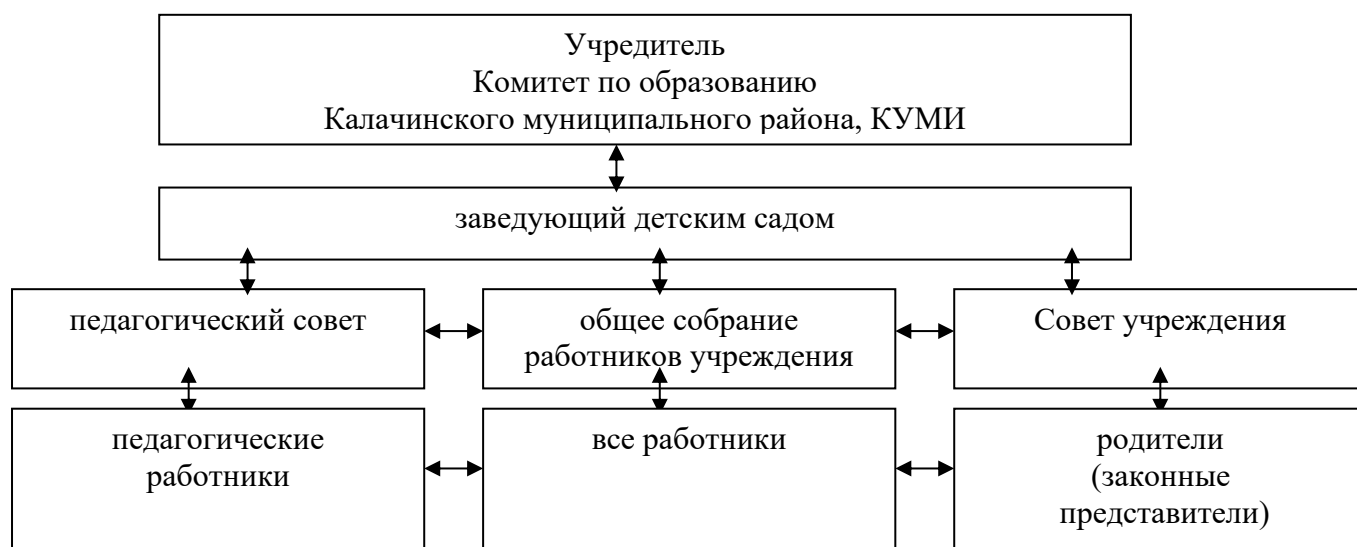 Учредитель
Комитет по образованию
Калачинского муниципального района, КУМИ
заведующий детским садом
педагогический совет
общее собрание
работников учреждения
Совет учреждения
педагогические
работники
все работники
родители
(законные
представители)